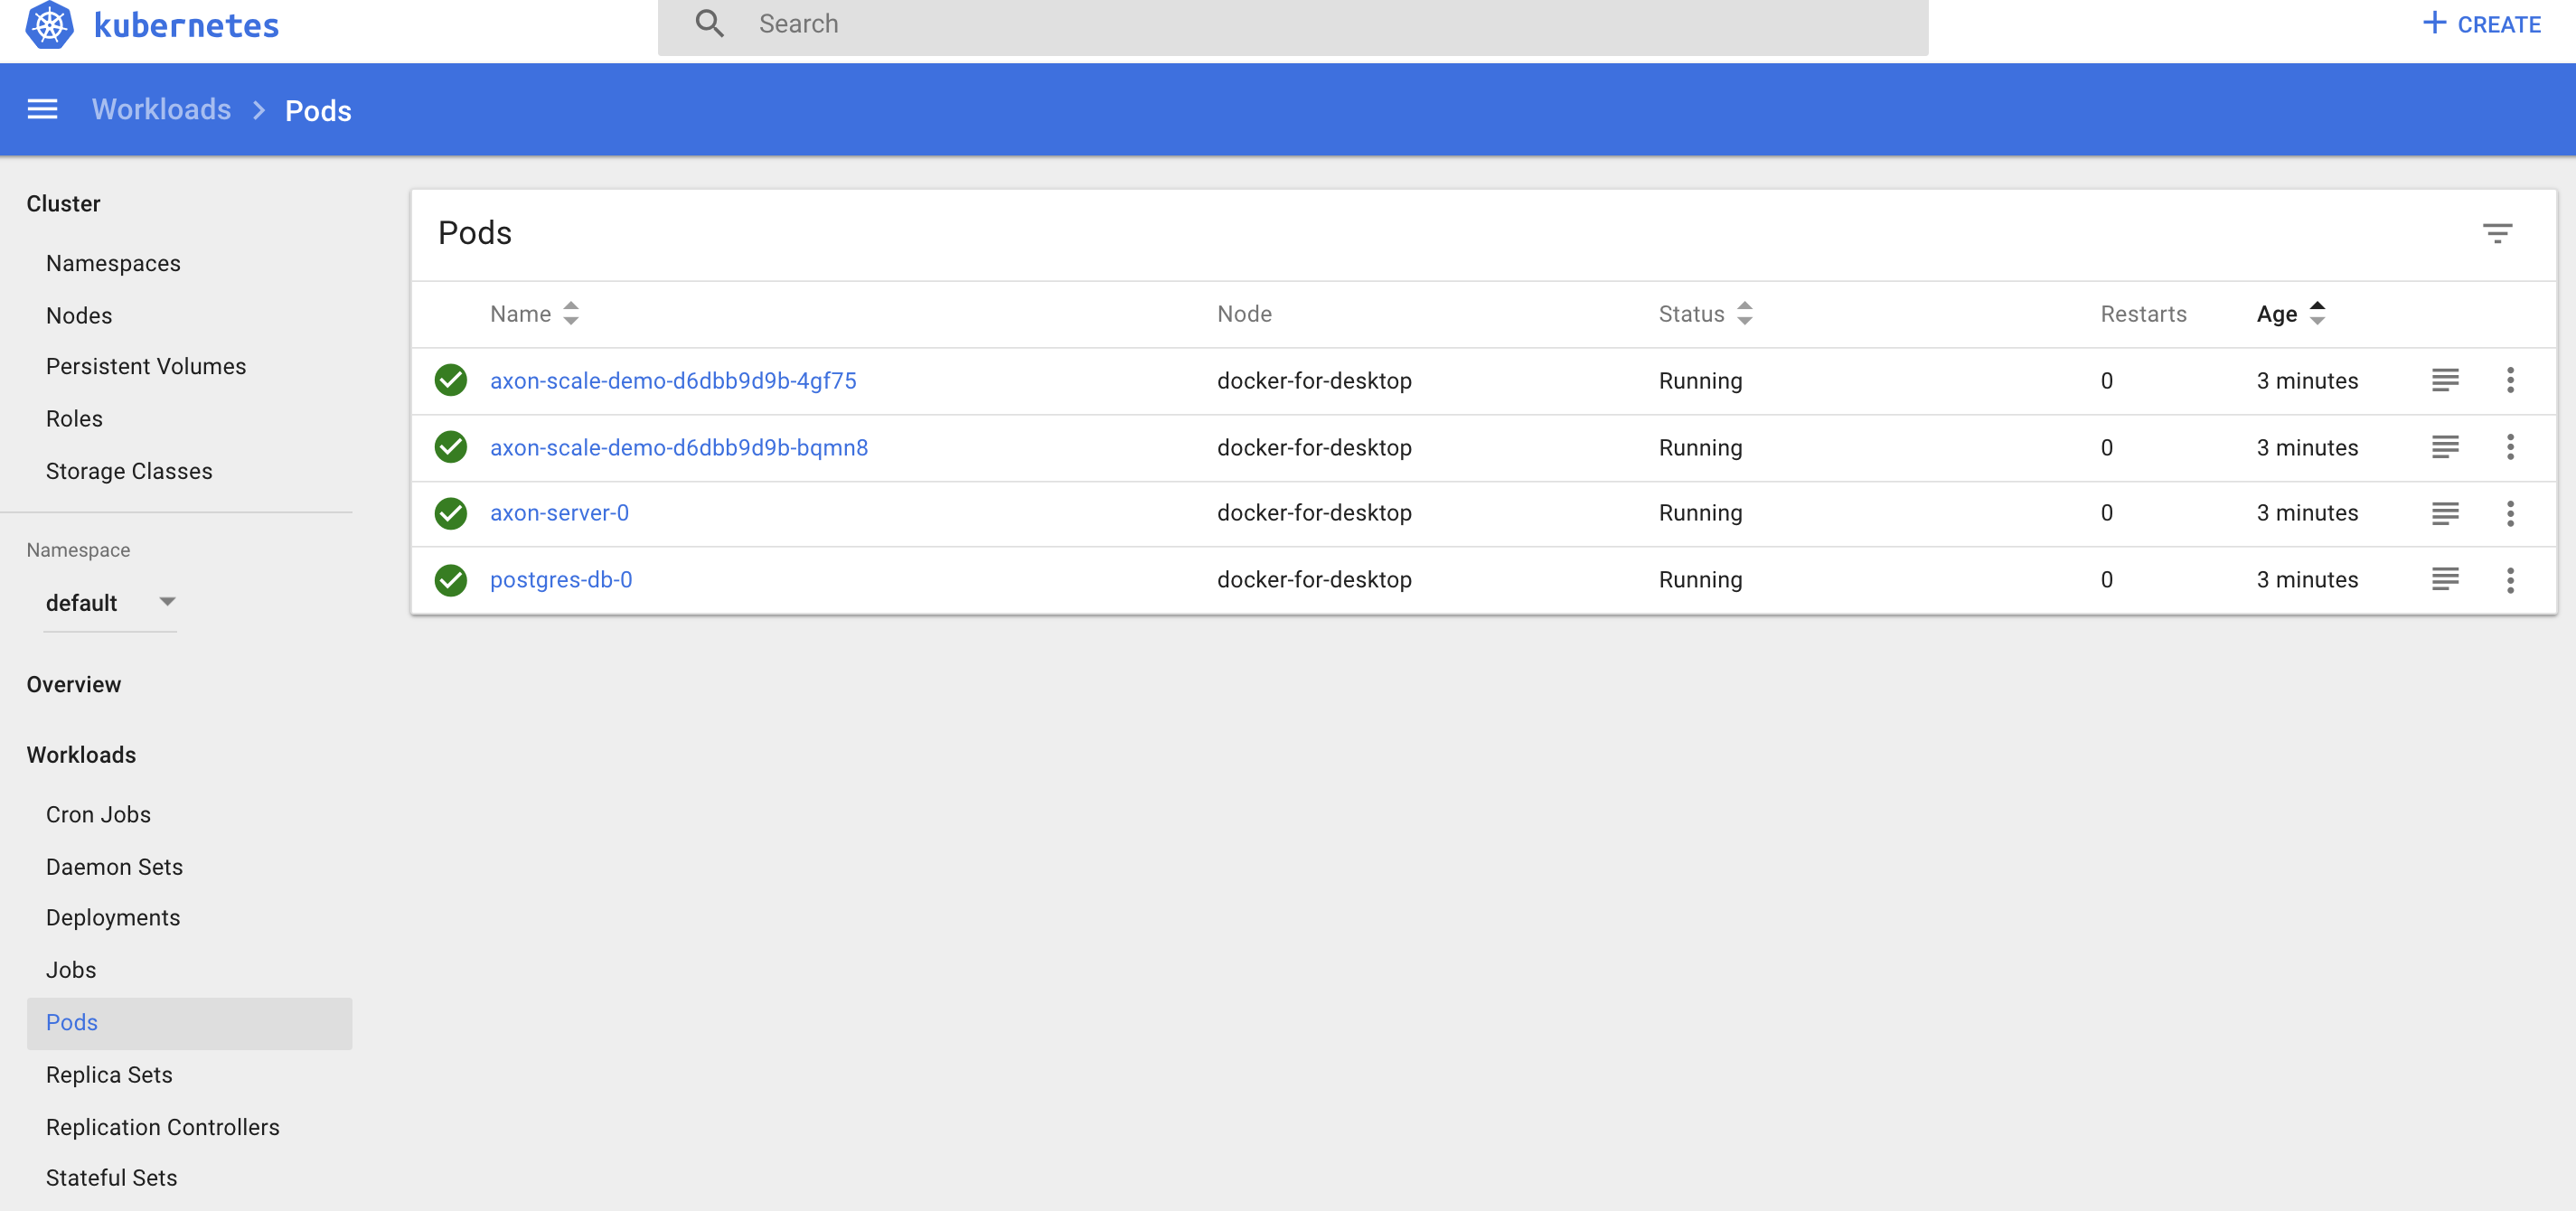 kubernetes
Search
CREATE
Workloads
Pods
Cluster
Namespaces
Nodes
Persistent Volumes
Roles
Storage Classes
Namespace
default
Overview
Workloads
Cron Jobs
Daemon Sets
Deployments
Jobs
Pods
Replica Sets
Replication Controllers
Stateful Sets
Pods
Name Node Status Restarts Age
axon-scale-demo-d6dbb9d9b-4gf75 docker-for-desktop Running 0 3 minutes
axon-scale-demo-d6dbb9d9b-bqmn8 docker-for-desktop Running 0 3 minutes
axon-server-0 docker-for-desktop Running 0 3 minutes
postgres-db-0 docker-for-desktop Running 0 3 minutes